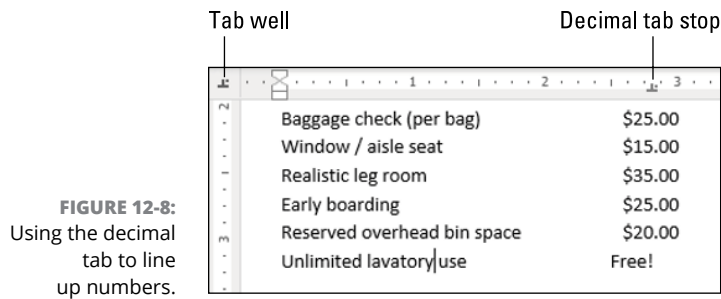 Tab well Decimal tab stop
1 2 3
2
Baggage check (per bag) $25.00
Window / aisle seat $15.00
Realistic leg room $35.00
Early boarding $25.00
3
Reserved overhead bin space $20.00
Unlimited lavatory use Free!
FIGURE 12-8:
Using the decimal
tab to line
up numbers.